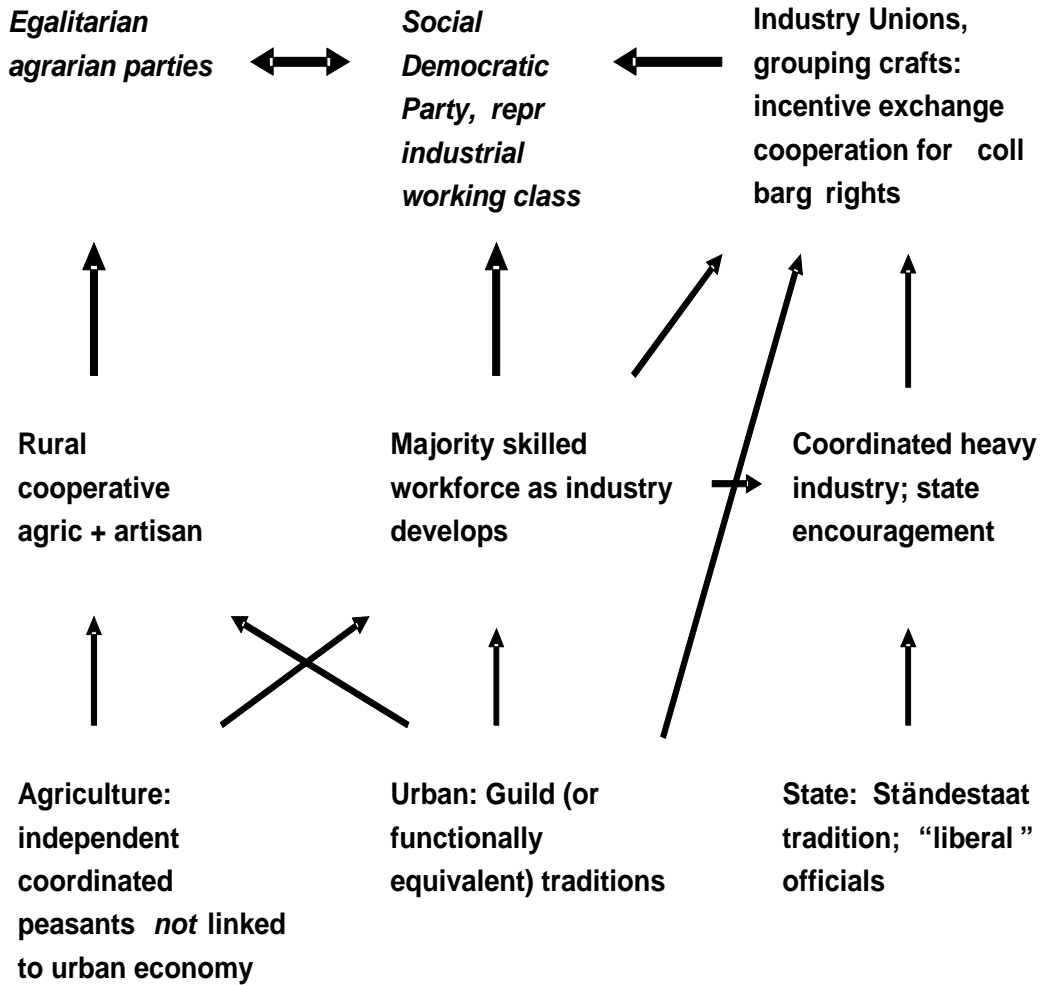 Egalitarian
agrarian parties
Social
Democratic
Party, repr
industrial
working class
Industry Unions,
grouping crafts:
incentive exchange
cooperation for coll
barg rights
Rural
cooperative
agric + artisan
Majority skilled
workforce as industry
develops
Coordinated heavy
industry; state
encouragement
Agriculture:
independent
coordinated
peasants not linked
to urban economy
Urban: Guild (or
functionally
equivalent) traditions
State: Ständestaat
tradition; “liberal ”
officials